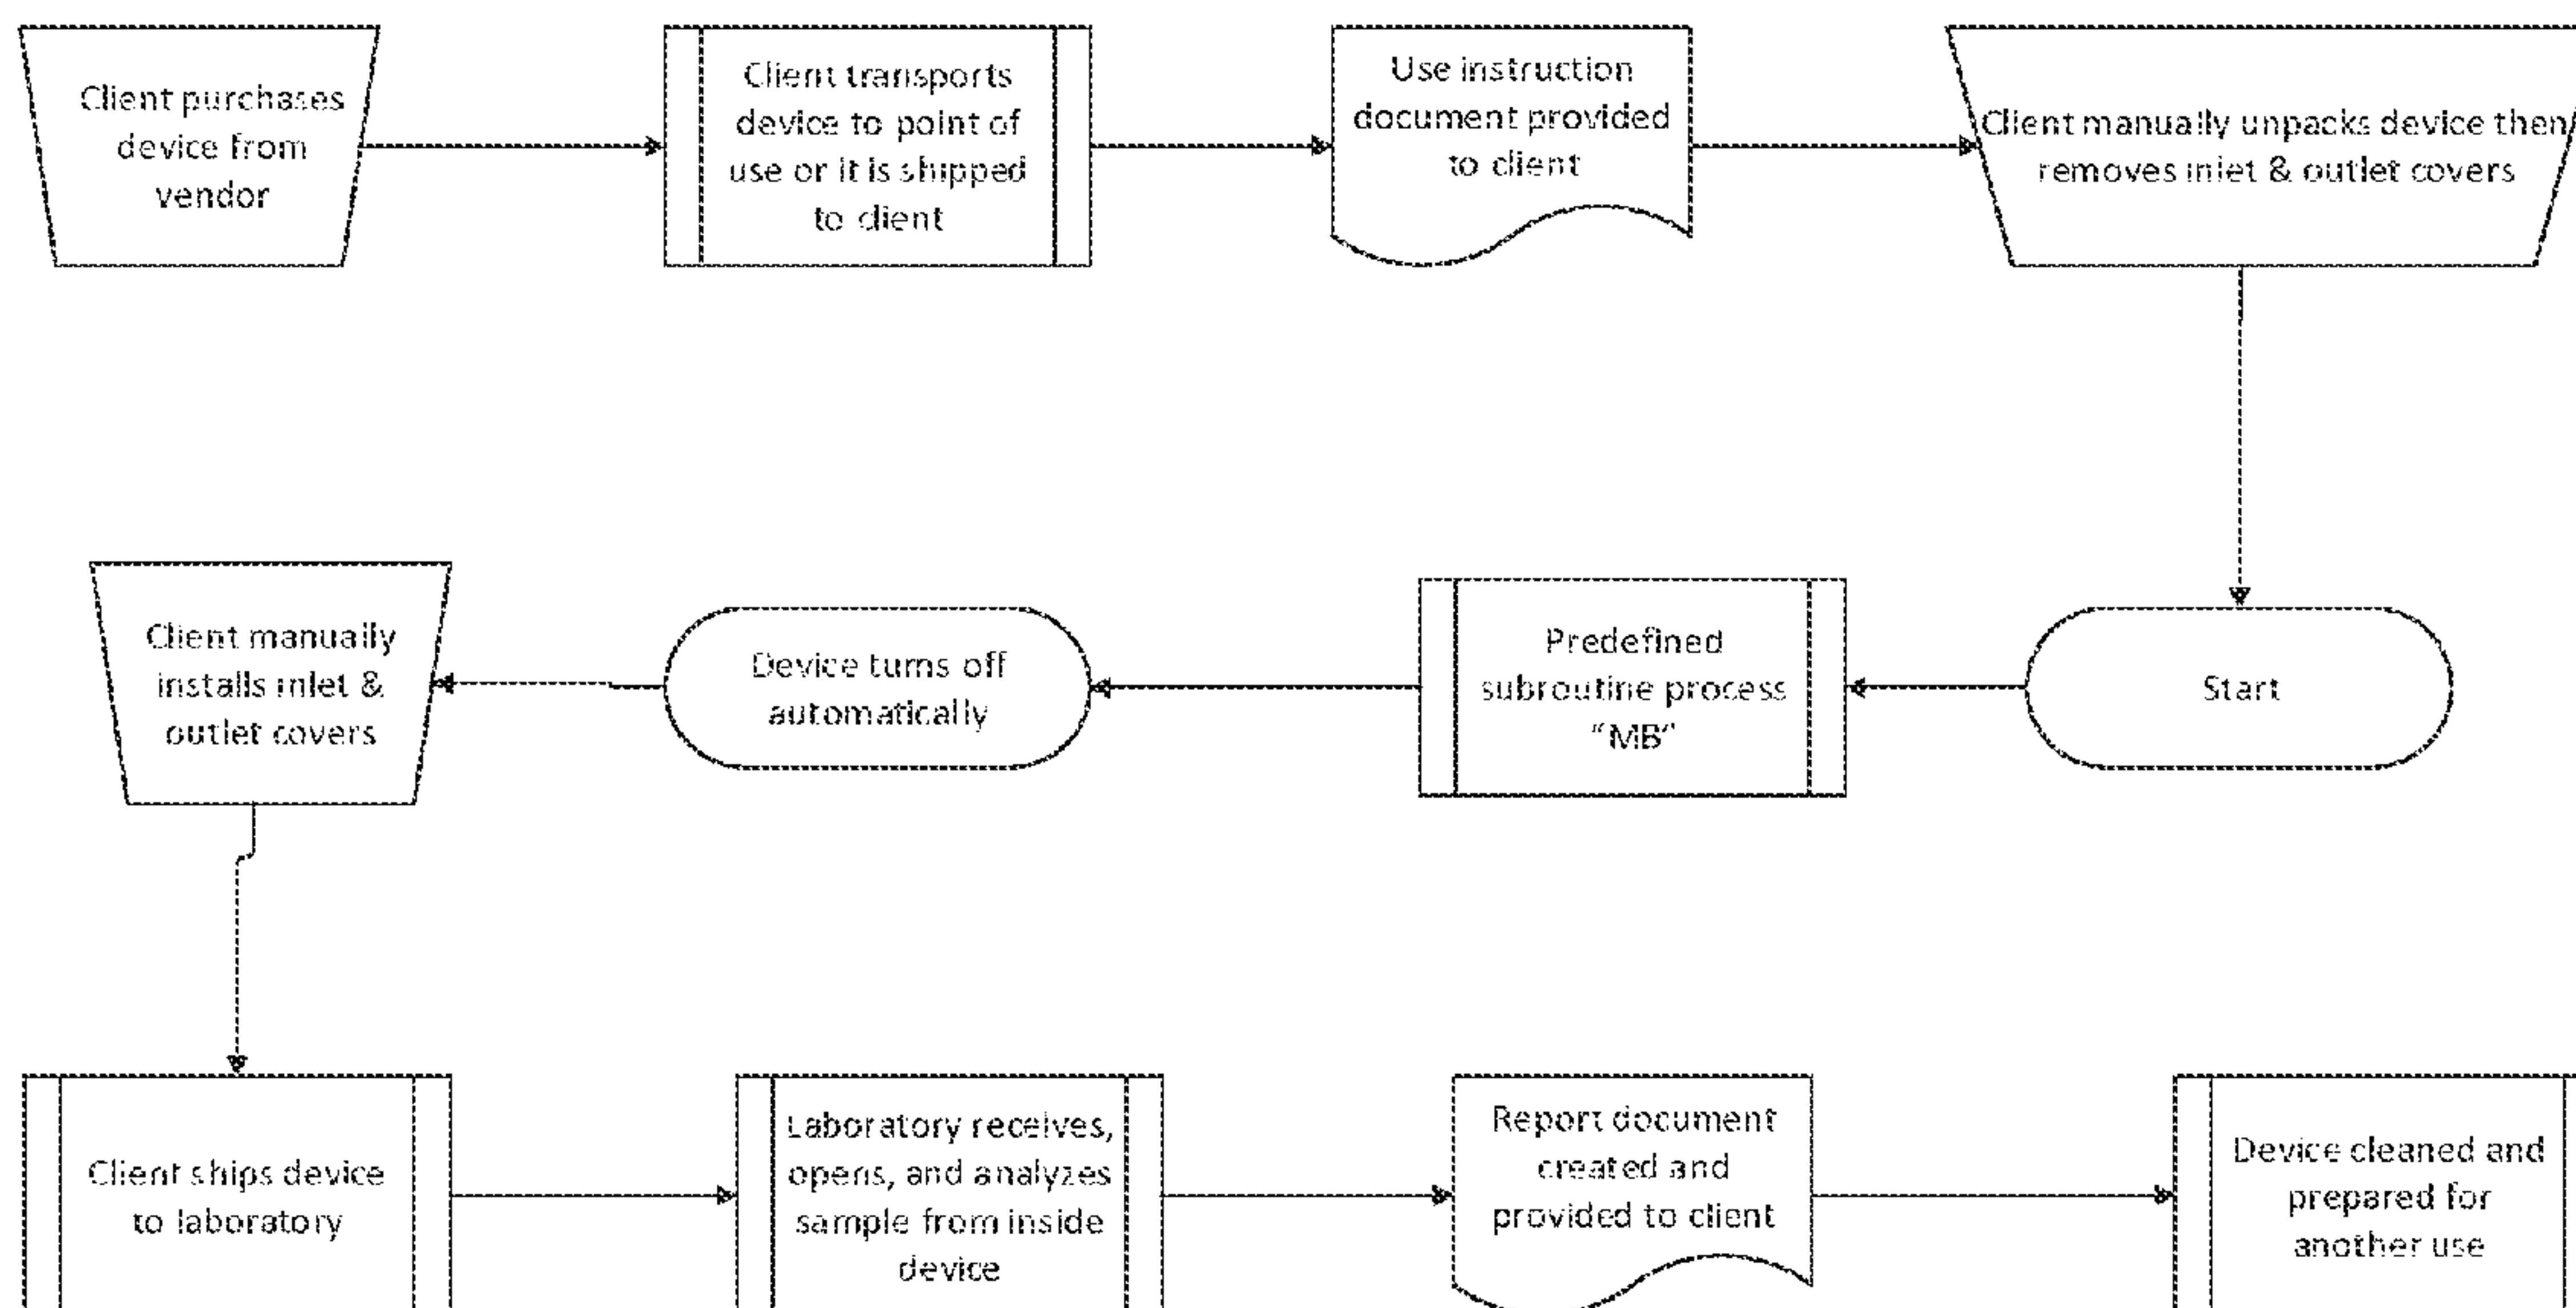 Client purchases
device from
vendor
Client transports
device to point of
use or it is shipped
to client
Use instruction
document provided
to client
Client manually unpacks device then
removes inlet & outlet covers
Start
Predefined
subroutine process
“MB”
Device turns off
automatically
Client manually
installs inlet &
outlet covers
Client ships device
to laboratory
Laboratory receives,
opens, and analyzes
sample from inside
device
Report document
created and
provided to client
Device cleaned and
prepared for
another use